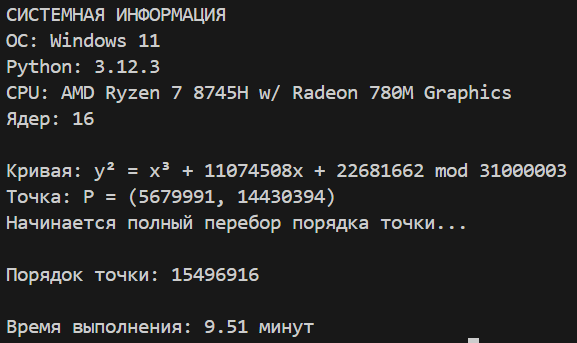 СИСТЕМНАЯ ИНФОРМАЦИЯ
ОС: Windows 11
Python: 3.12.3
CPU: AMD Ryzen 7 8745H w/ Radeon 780M Graphics
Ядер: 16
Кривая: y² = x³ + 11074508x + 22681662 mod 31000003
Точка: P = (5679991, 14430394)
Начинается полный перебор порядка точки...
Порядок точки: 15496916
Время выполнения: 9.51 минут